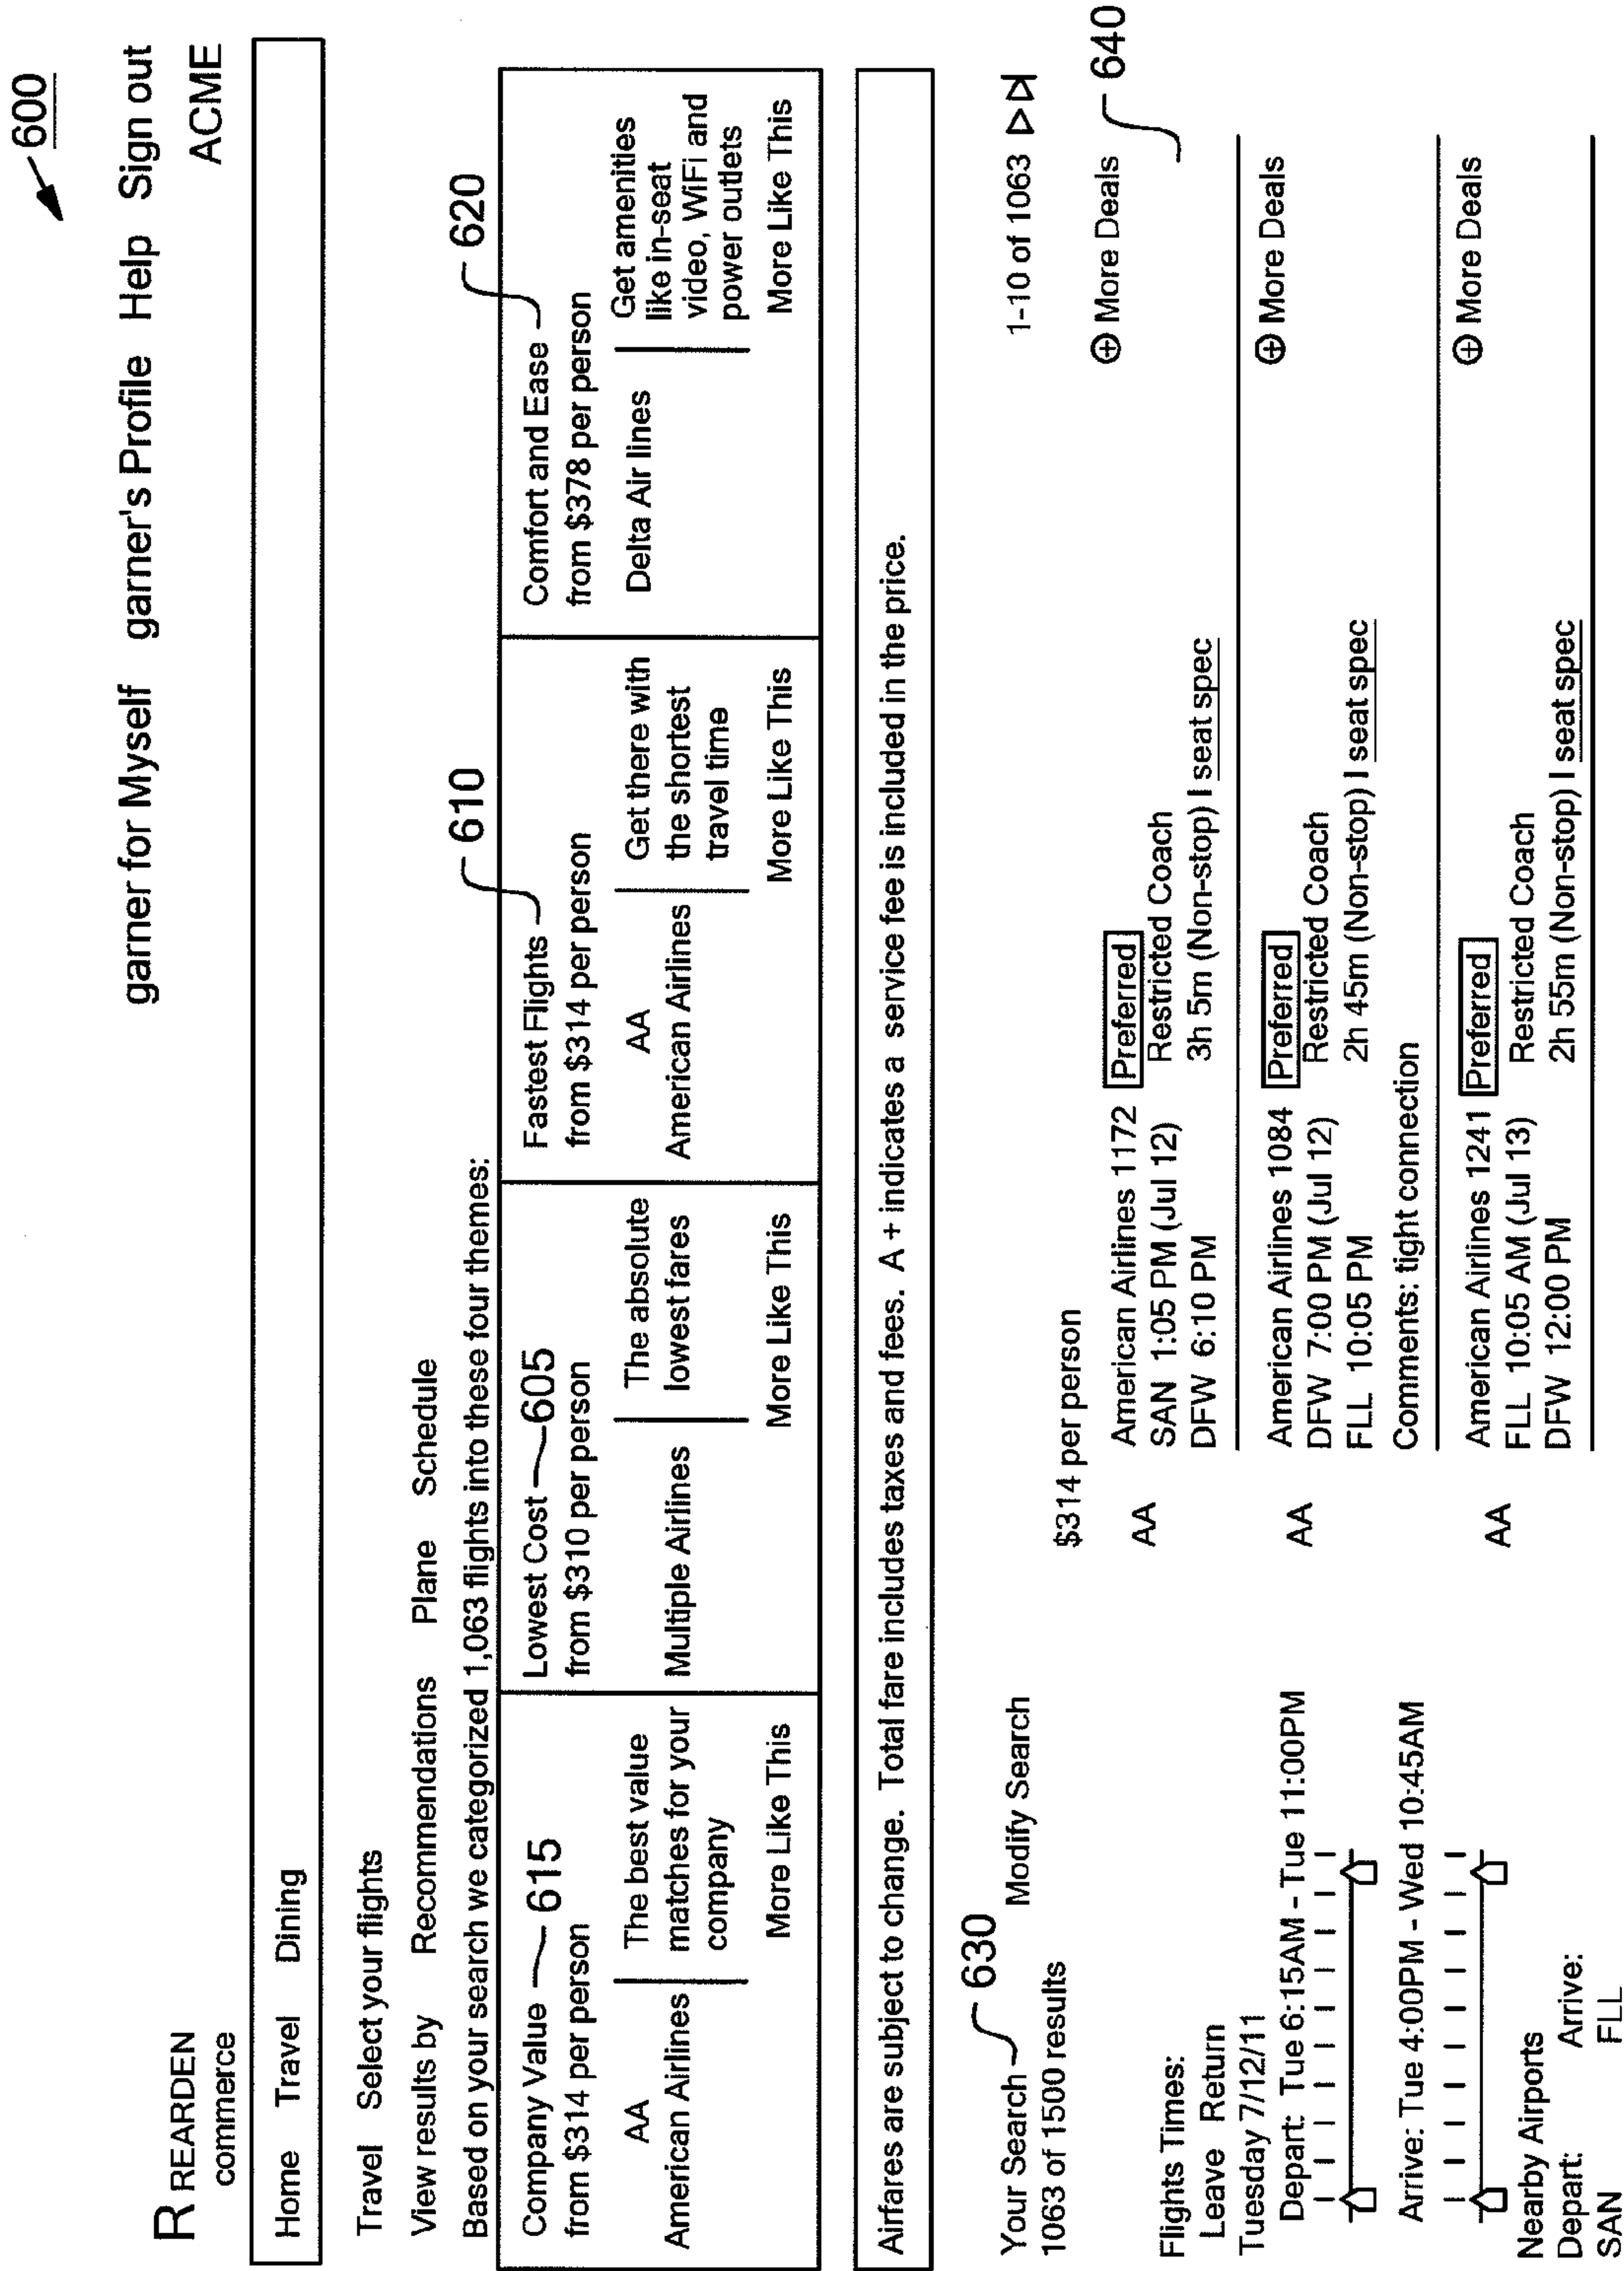 600
garner for Myself garner's Profile Help Sign out
R REARDEN
commerce
ACME
Home Travel Dining
Travel Select your flights
View results by Recommendations Plane Schedule
Based on your search we categorized 1,063 flights into these four themes:
610
620
Company Value 615
from $314 per person
AA
American Airlines
The best value
matches for your
company
More Like This
Lowest Cost 605
from $310 per person
Multiple Airlines
The absolute
lowest fares
More Like This
Fastest Flights
from $314 per person
AA
American Airlines
Get there with
the shortest
travel time
More Like This
Comfort and Ease
from $378 per person
Delta Air lines
Get amenities
like in-seat
video, WiFi and
power outlets
More Like This
Airfares are subject to change. Total fare includes taxes and fees. A + indicates a service fee is included in the price.
630
Your Search
Modify Search
1063 of 1500 results
Flights Times:
Leave Return
Tuesday 7/12/11
Depart: Tue 6:15AM - Tue 11:00PM
Arrive: Tue 4:00PM - Wed 10:45AM
Nearby Airports
Depart: Arrive:
SAN FLL
1-10 of 1063
$314 per person
640
AA
American Airlines 1172 Preferred
⊕ More Deals
SAN 1:05 PM (Jul 12) Restricted Coach
DFW 6:10 PM 3h 5m (Non-stop) I seat spec
AA
American Airlines 1084 Preferred
⊕ More Deals
DFW 7:00 PM (Jul 12) Restricted Coach
FLL 10:05 PM 2h 45m (Non-stop) I seat spec
Comments: tight connection
AA
American Airlines 1241 Preferred
⊕ More Deals
FLL 10:05 AM (Jul 13) Restricted Coach
DFW 12:00 PM 2h 55m (Non-stop) I seat spec